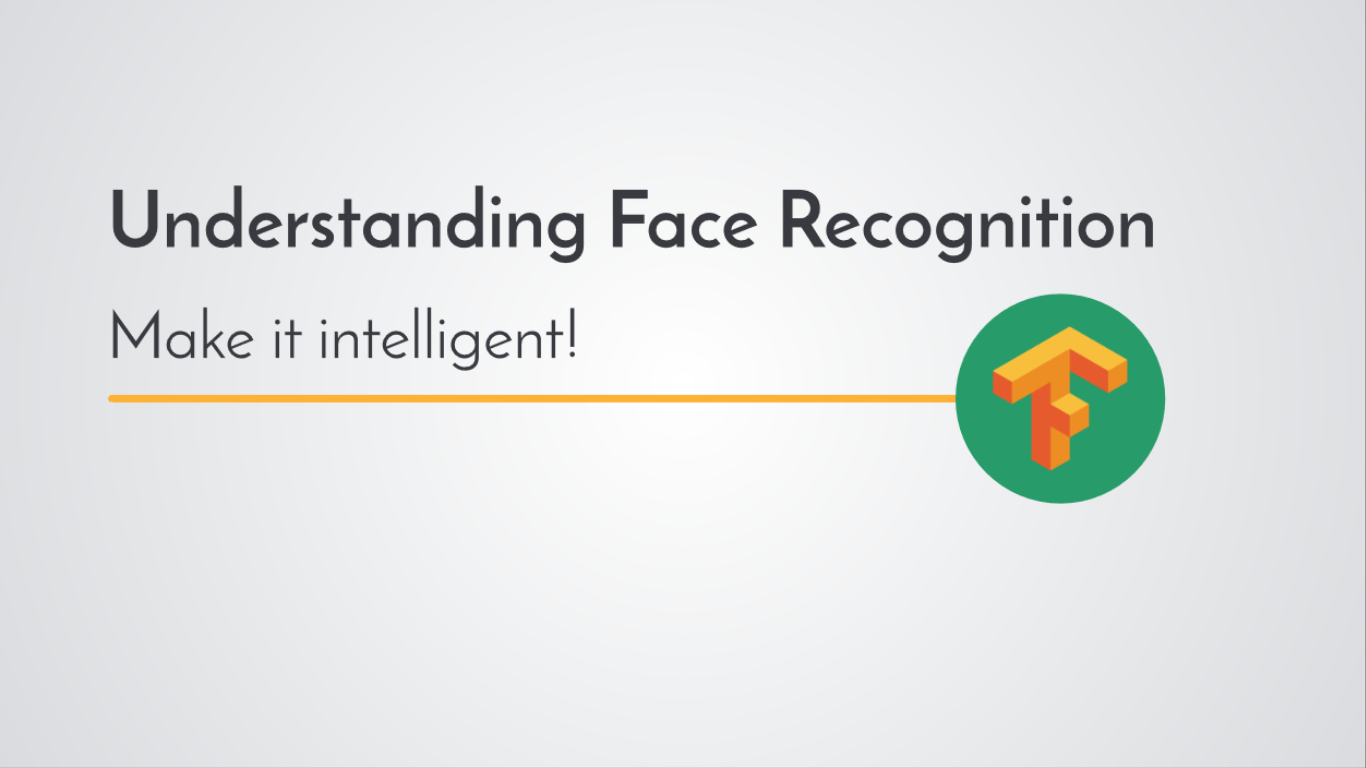 Understanding Face Recognition
Make it intelligent!